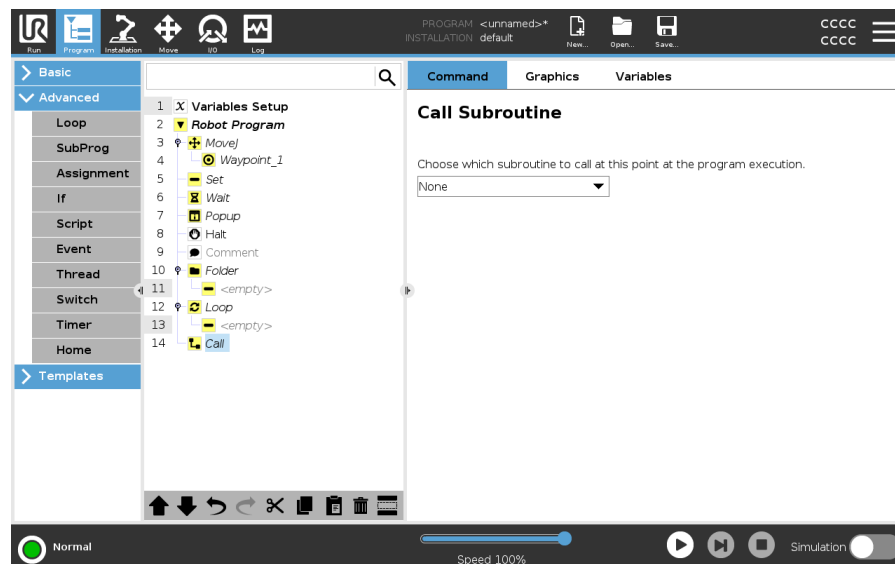 UR
PROGRAM <unnamed>*
INSTALLATION default
CCCC
CCCC
Run
Program
Installation
Move
I/O
Log
New...
Open...
Save...
Basic
Advanced
Loop
SubProg
Assignment
If
Script
Event
Thread
Switch
Timer
Home
Templates
1 X Variables Setup
2 Robot Program
3 MoveJ
4 Waypoint_1
5 Set
6 Wait
7 Popup
8 Halt
9 Comment
10 Folder
11 <empty>
12 Loop
13 <empty>
14 Call
Command Graphics Variables
Call Subroutine
Choose which subroutine to call at this point at the program execution.
None
Normal
Speed 100%
Simulation